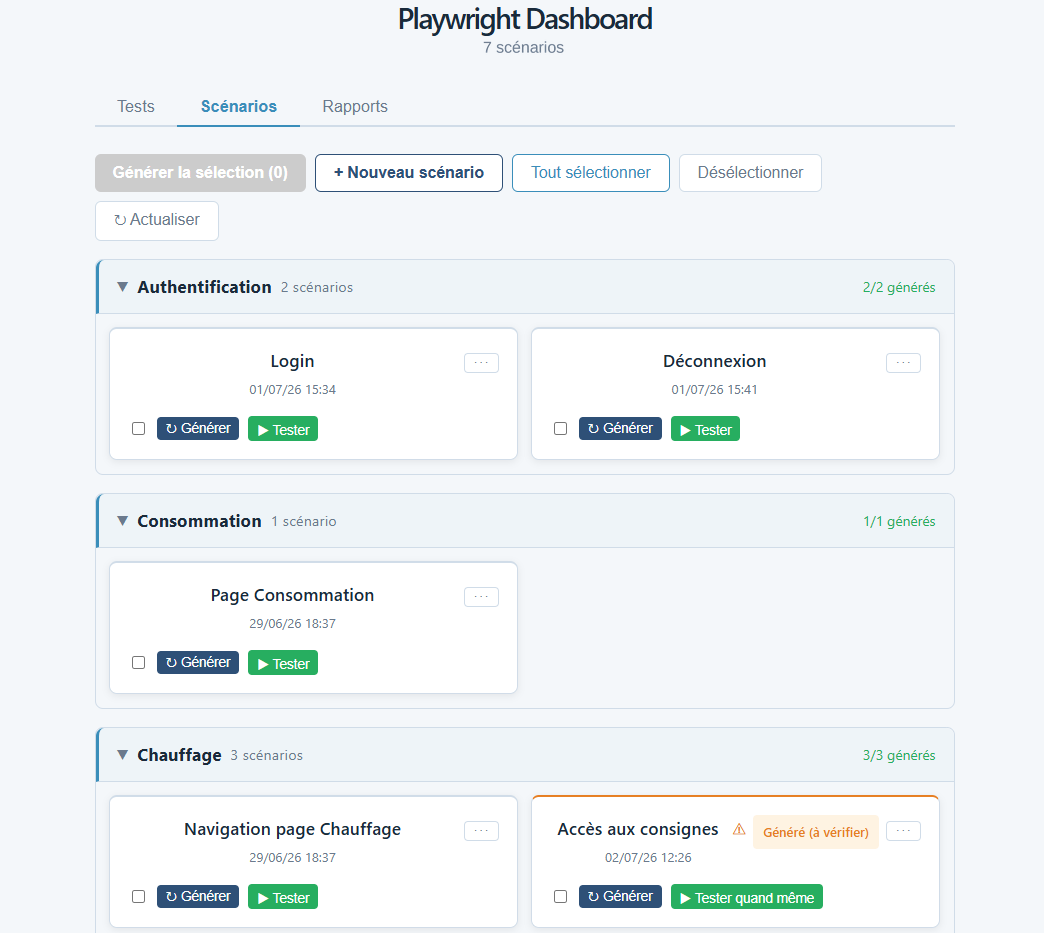 Playwright Dashboard
7 scénarios
Tests Scénarios Rapports
Générer la sélection (0) + Nouveau scénario Tout sélectionner Désélectionner
↻ Actualiser
▼ Authentification 2 scénarios 2/2 générés
Login ...
01/07/26 15:34
↻ Générer ▶ Tester
Déconnexion ...
01/07/26 15:41
↻ Générer ▶ Tester
▼ Consommation 1 scénario 1/1 générés
Page Consommation ...
29/06/26 18:37
↻ Générer ▶ Tester
▼ Chauffage 3 scénarios 3/3 générés
Navigation page Chauffage ...
29/06/26 18:37
↻ Générer ▶ Tester
Accès aux consignes ⚠ Généré (à vérifier) ...
02/07/26 12:26
↻ Générer ▶ Tester quand même